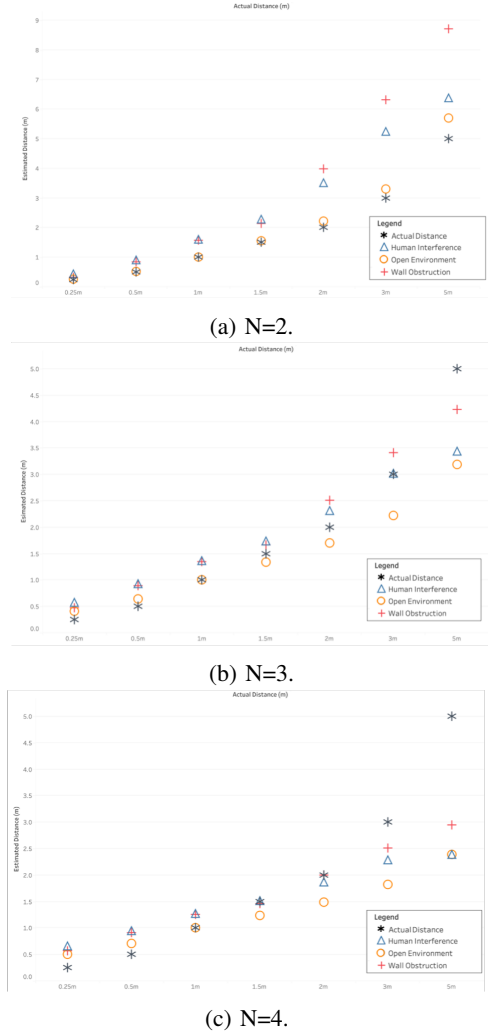 Actual Distance (m)
9
8
7
6
5
4
3
2
1
0
Estimated Distance (m)
0.25m 0.5m 1m 1.5m 2m 3m 5m
Legend
Actual Distance
Human Interference
Open Environment
Wall Obstruction
(a) N=2.
Actual Distance (m)
5.0
4.5
4.0
3.5
3.0
2.5
2.0
1.5
1.0
0.5
0.0
Estimated Distance (m)
0.25m 0.5m 1m 1.5m 2m 3m 5m
Legend
Actual Distance
Human Interference
Open Environment
Wall Obstruction
(b) N=3.
Actual Distance (m)
5.0
4.5
4.0
3.5
3.0
2.5
2.0
1.5
1.0
0.5
0.0
Estimated Distance (m)
0.25m 0.5m 1m 1.5m 2m 3m 5m
Legend
Actual Distance
Human Interference
Open Environment
Wall Obstruction
(c) N=4.